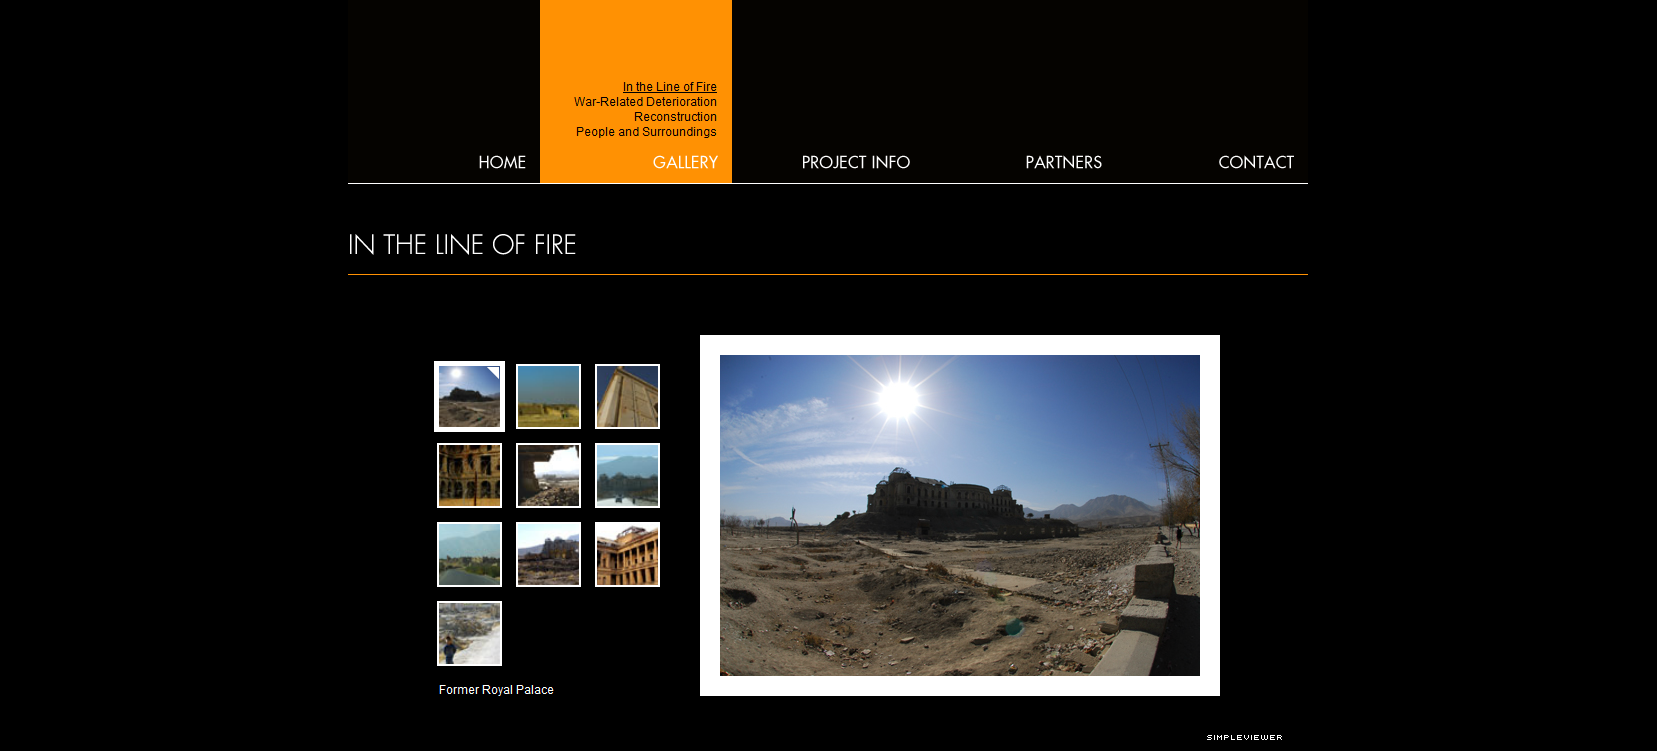 In the Line of Fire
War-Related Deterioration
Reconstruction
People and Surroundings
HOME
GALLERY
PROJECT INFO
PARTNERS
CONTACT
IN THE LINE OF FIRE
Former Royal Palace
SIMPLEVIEWER